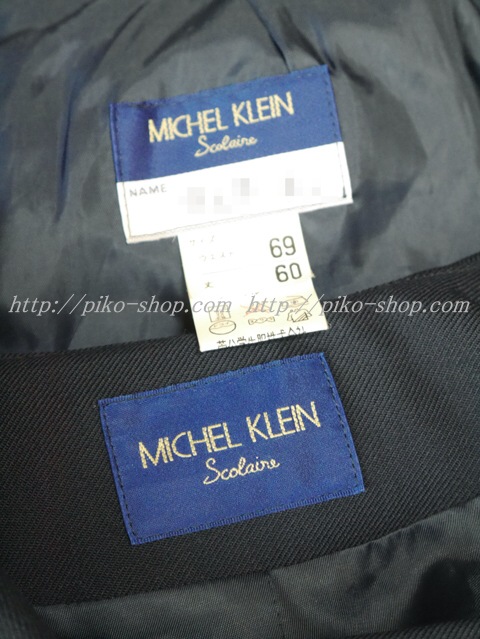 MICHEL KLEIN
Scolaire
NAME
69
60
http://piko-shop.com http://piko-shop.com
MICHEL KLEIN
Scolaire